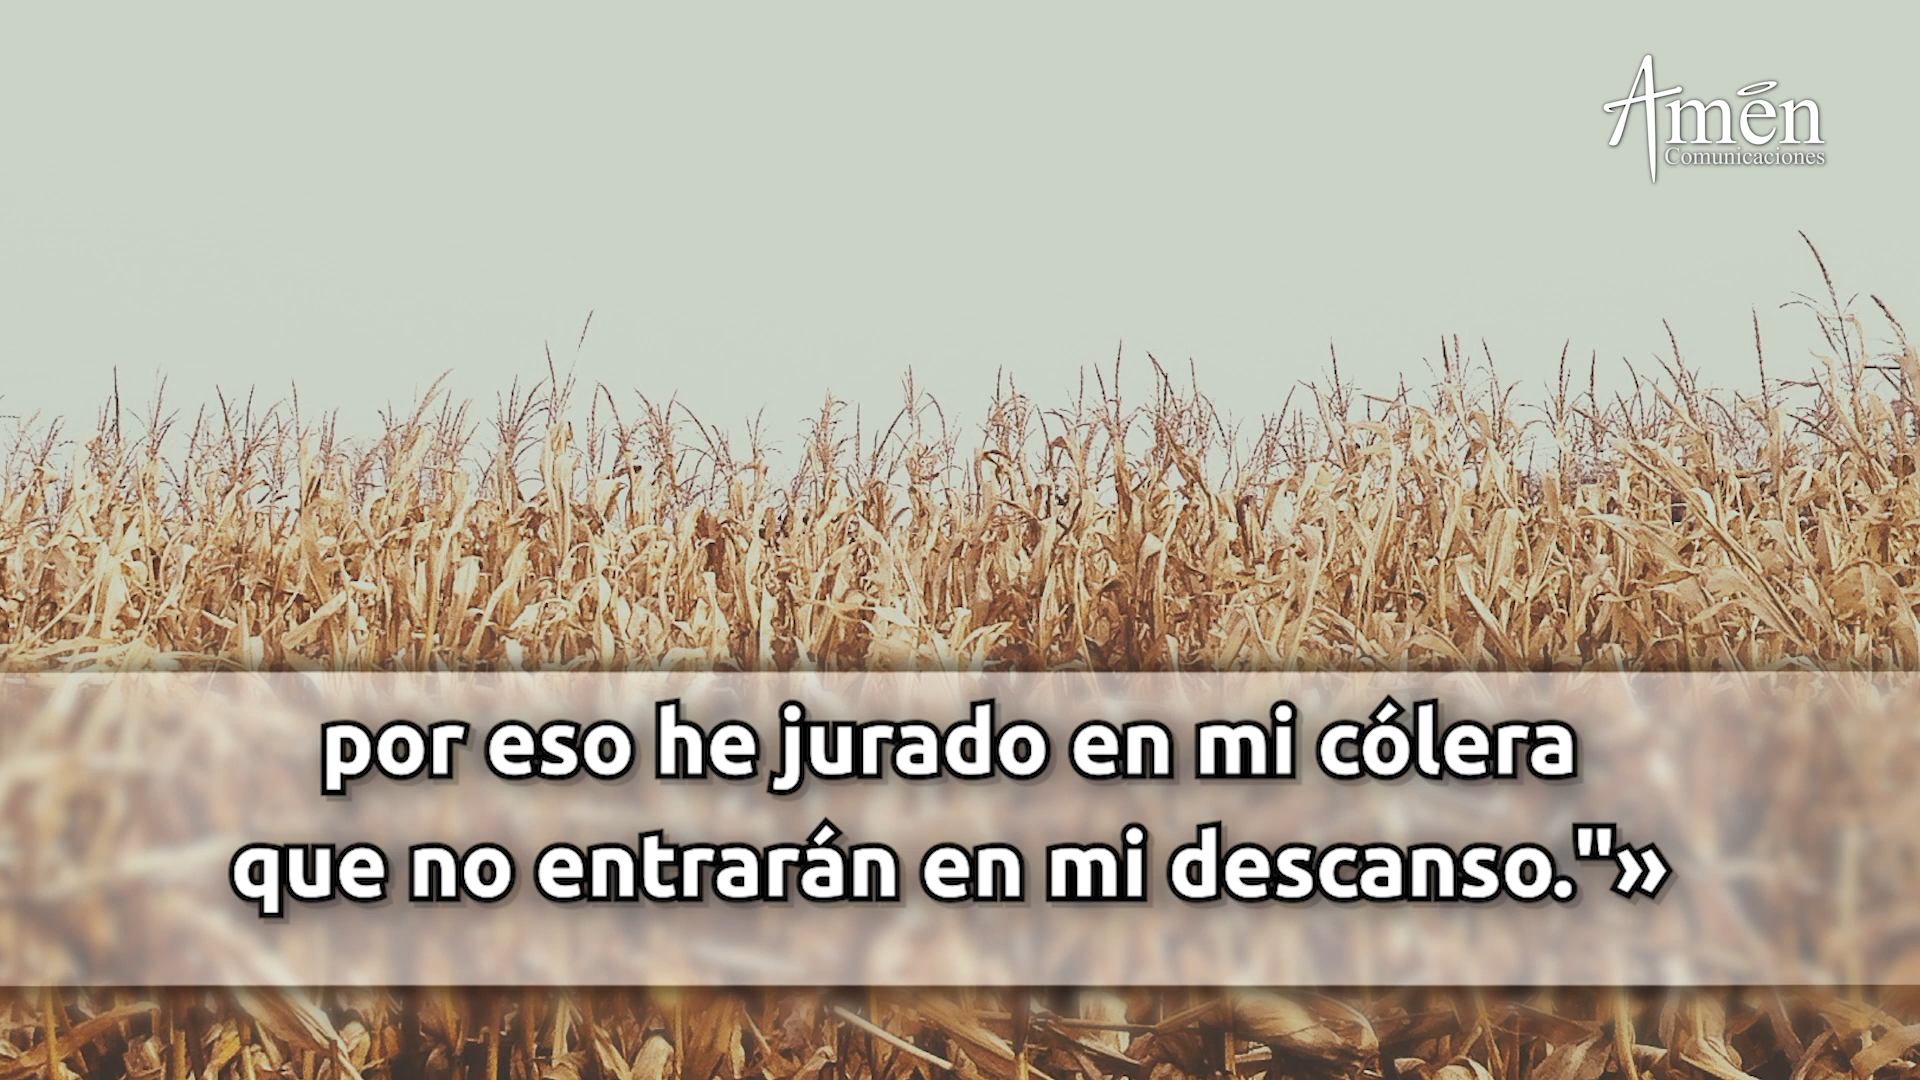 Amén
Comunicaciones
por eso he jurado en mi cólera
que no entrarán en mi descanso."»